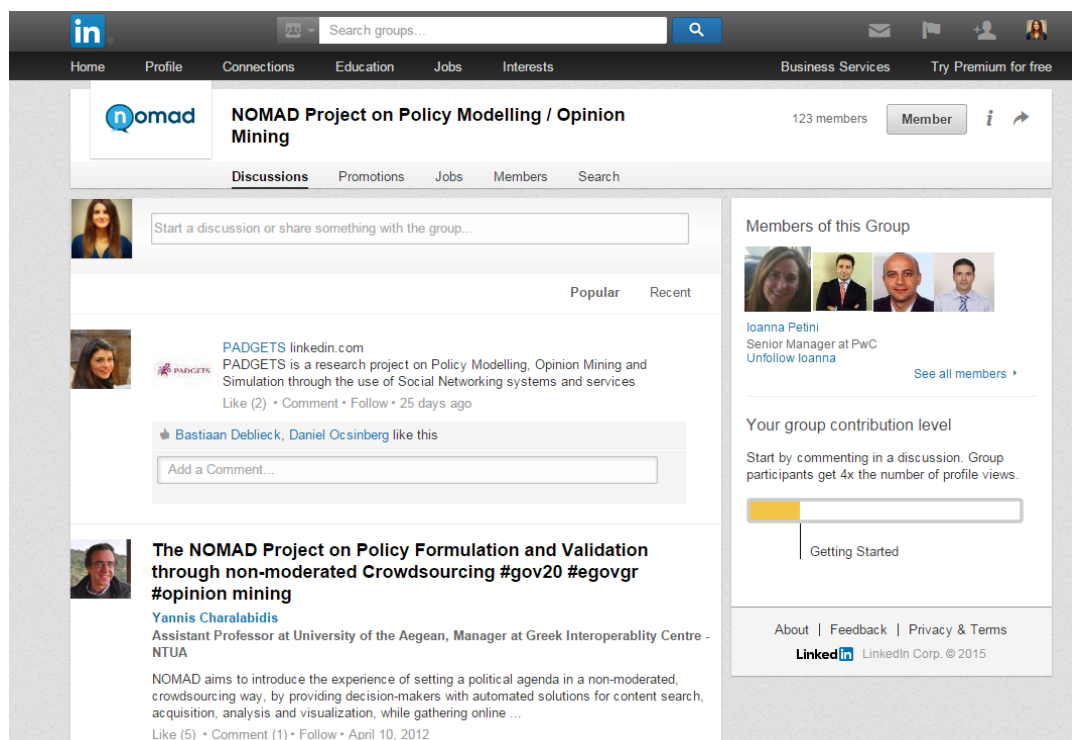 in
Search groups...
Home Profile Connections Education Jobs Interests Business Services Try Premium for free
nomad
NOMAD Project on Policy Modelling / Opinion
Mining
123 members Member i
Discussions Promotions Jobs Members Search
Start a discussion or share something with the group...
Popular Recent
PADGETS
PADGETS linkedin.com
PADGETS is a research project on Policy Modelling, Opinion Mining and
Simulation through the use of Social Networking systems and services
Like (2) • Comment • Follow • 25 days ago
Bastiaan Deblieck, Daniel Ocsinberg like this
Add a Comment...
The NOMAD Project on Policy Formulation and Validation
through non-moderated Crowdsourcing #gov20 #egovgr
#opinion mining
Yannis Charalabidis
Assistant Professor at University of the Aegean, Manager at Greek Interoperablity Centre -
NTUA
NOMAD aims to introduce the experience of setting a political agenda in a non-moderated,
crowdsourcing way, by providing decision-makers with automated solutions for content search,
acquisition, analysis and visualization, while gathering online ...
Like (5) • Comment (1) • Follow • April 10, 2012
Members of this Group
Ioanna Petini
Senior Manager at PwC
Unfollow Ioanna
See all members
Your group contribution level
Start by commenting in a discussion. Group
participants get 4x the number of profile views.
Getting Started
About | Feedback | Privacy & Terms
Linked in LinkedIn Corp. © 2015